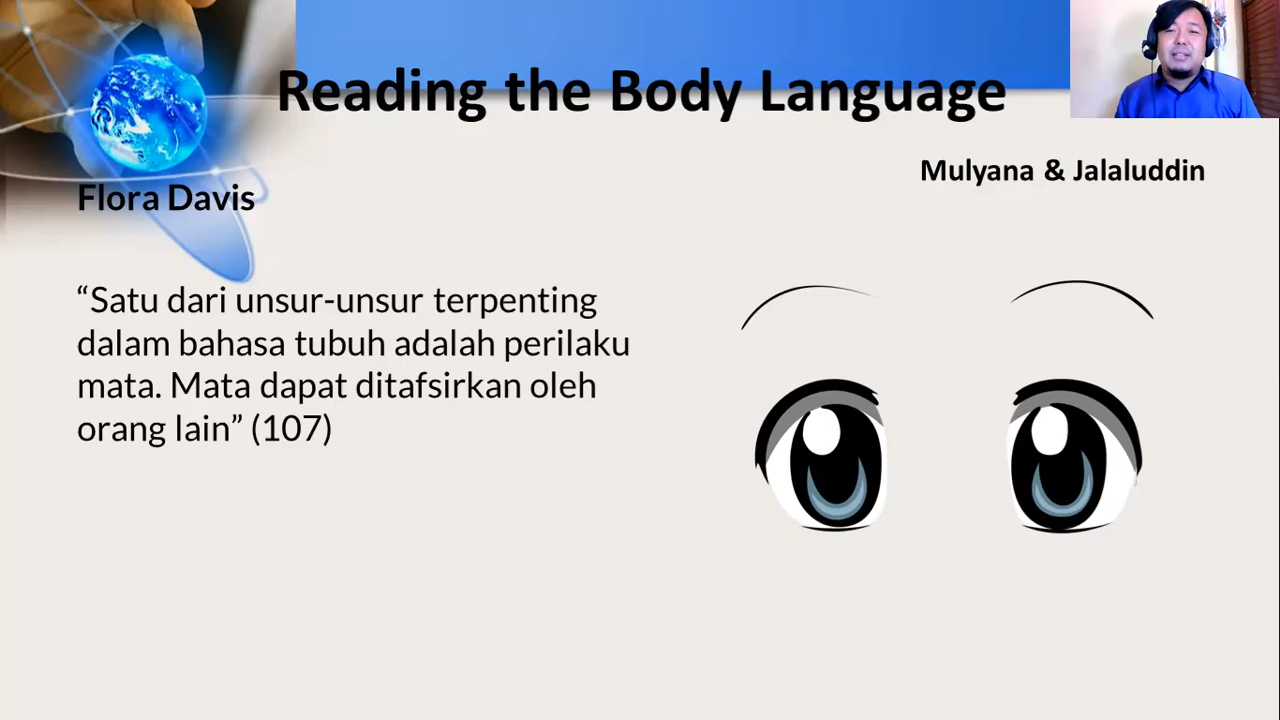 Reading the Body Language
Mulyana & Jalaluddin
Flora Davis
“Satu dari unsur-unsur terpenting
dalam bahasa tubuh adalah perilaku
mata. Mata dapat ditafsirkan oleh
orang lain” (107)